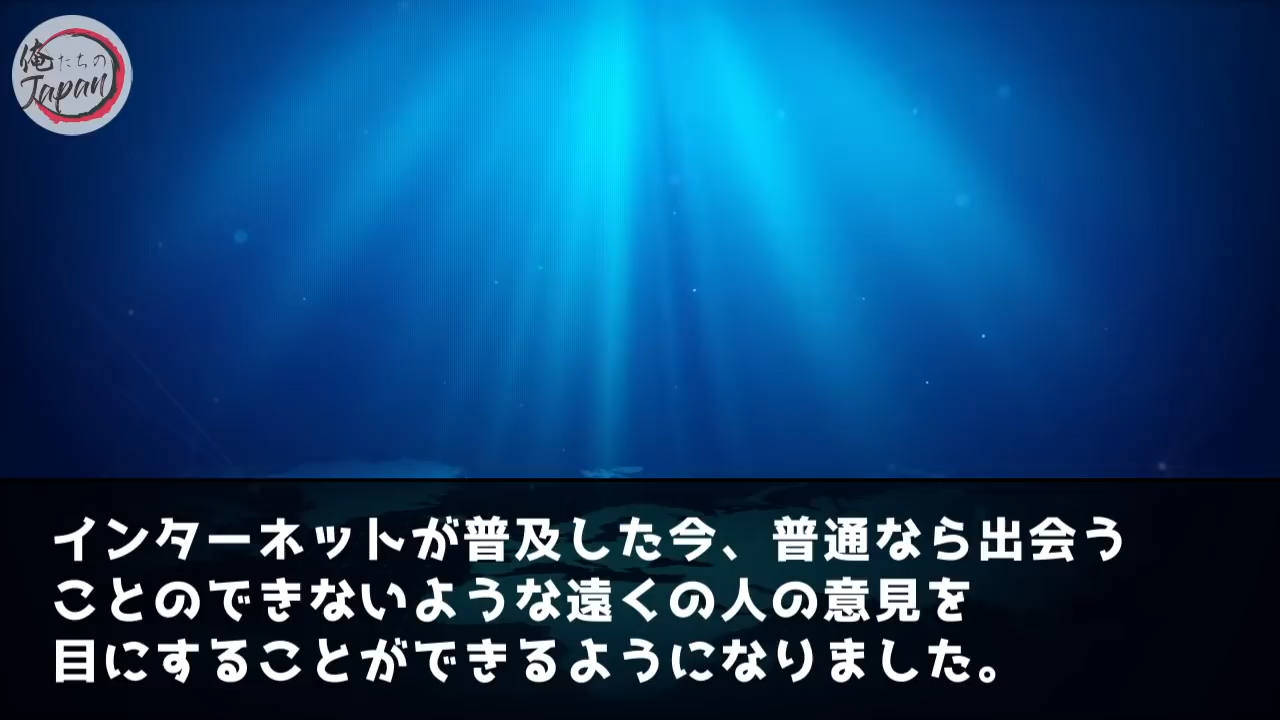 俺たちの
Japan
インターネットが普及した今、普通なら出会う
ことのできないような遠くの人の意見を
目にすることができるようになりました。